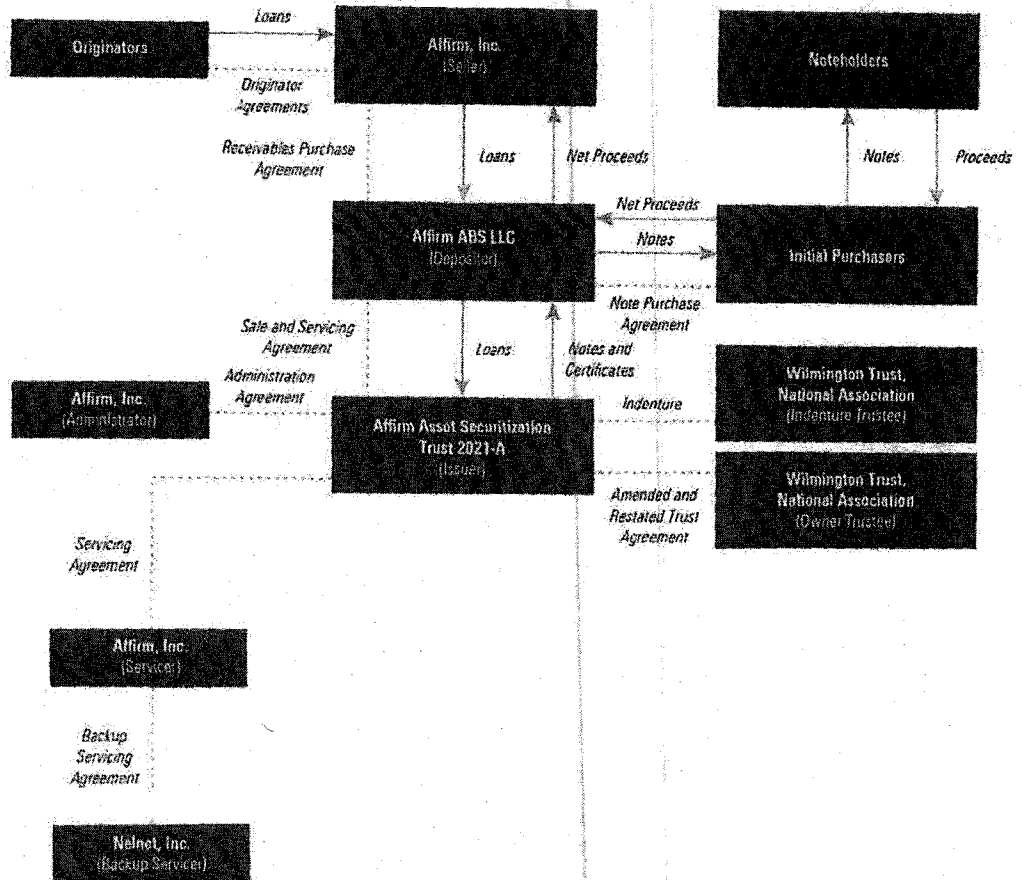 Loans
Originators
Affirm, Inc.
(Seller)
Noteholders
Originator
Agreements
Receivables Purchase
Agreement
Loans
Net Proceeds
Notes
Proceeds
Net Proceeds
Affirm ABS LLC
(Depositor)
Notes
Initial Purchasers
Note Purchase
Agreement
Sale and Servicing
Agreement
Loans
Notes and
Certificates
Administration
Agreement
Affirm, Inc.
(Administrator)
Indenture
Wilmington Trust,
National Association
(Indenture Trustee)
Affirm Asset Securitization
Trust 2021-A
(Issuer)
Amended and
Restated Trust
Agreement
Wilmington Trust,
National Association
(Owner Trustee)
Servicing
Agreement
Affirm, Inc.
(Servicer)
Backup
Servicing
Agreement
Nelnet, Inc.
(Backup Servicer)